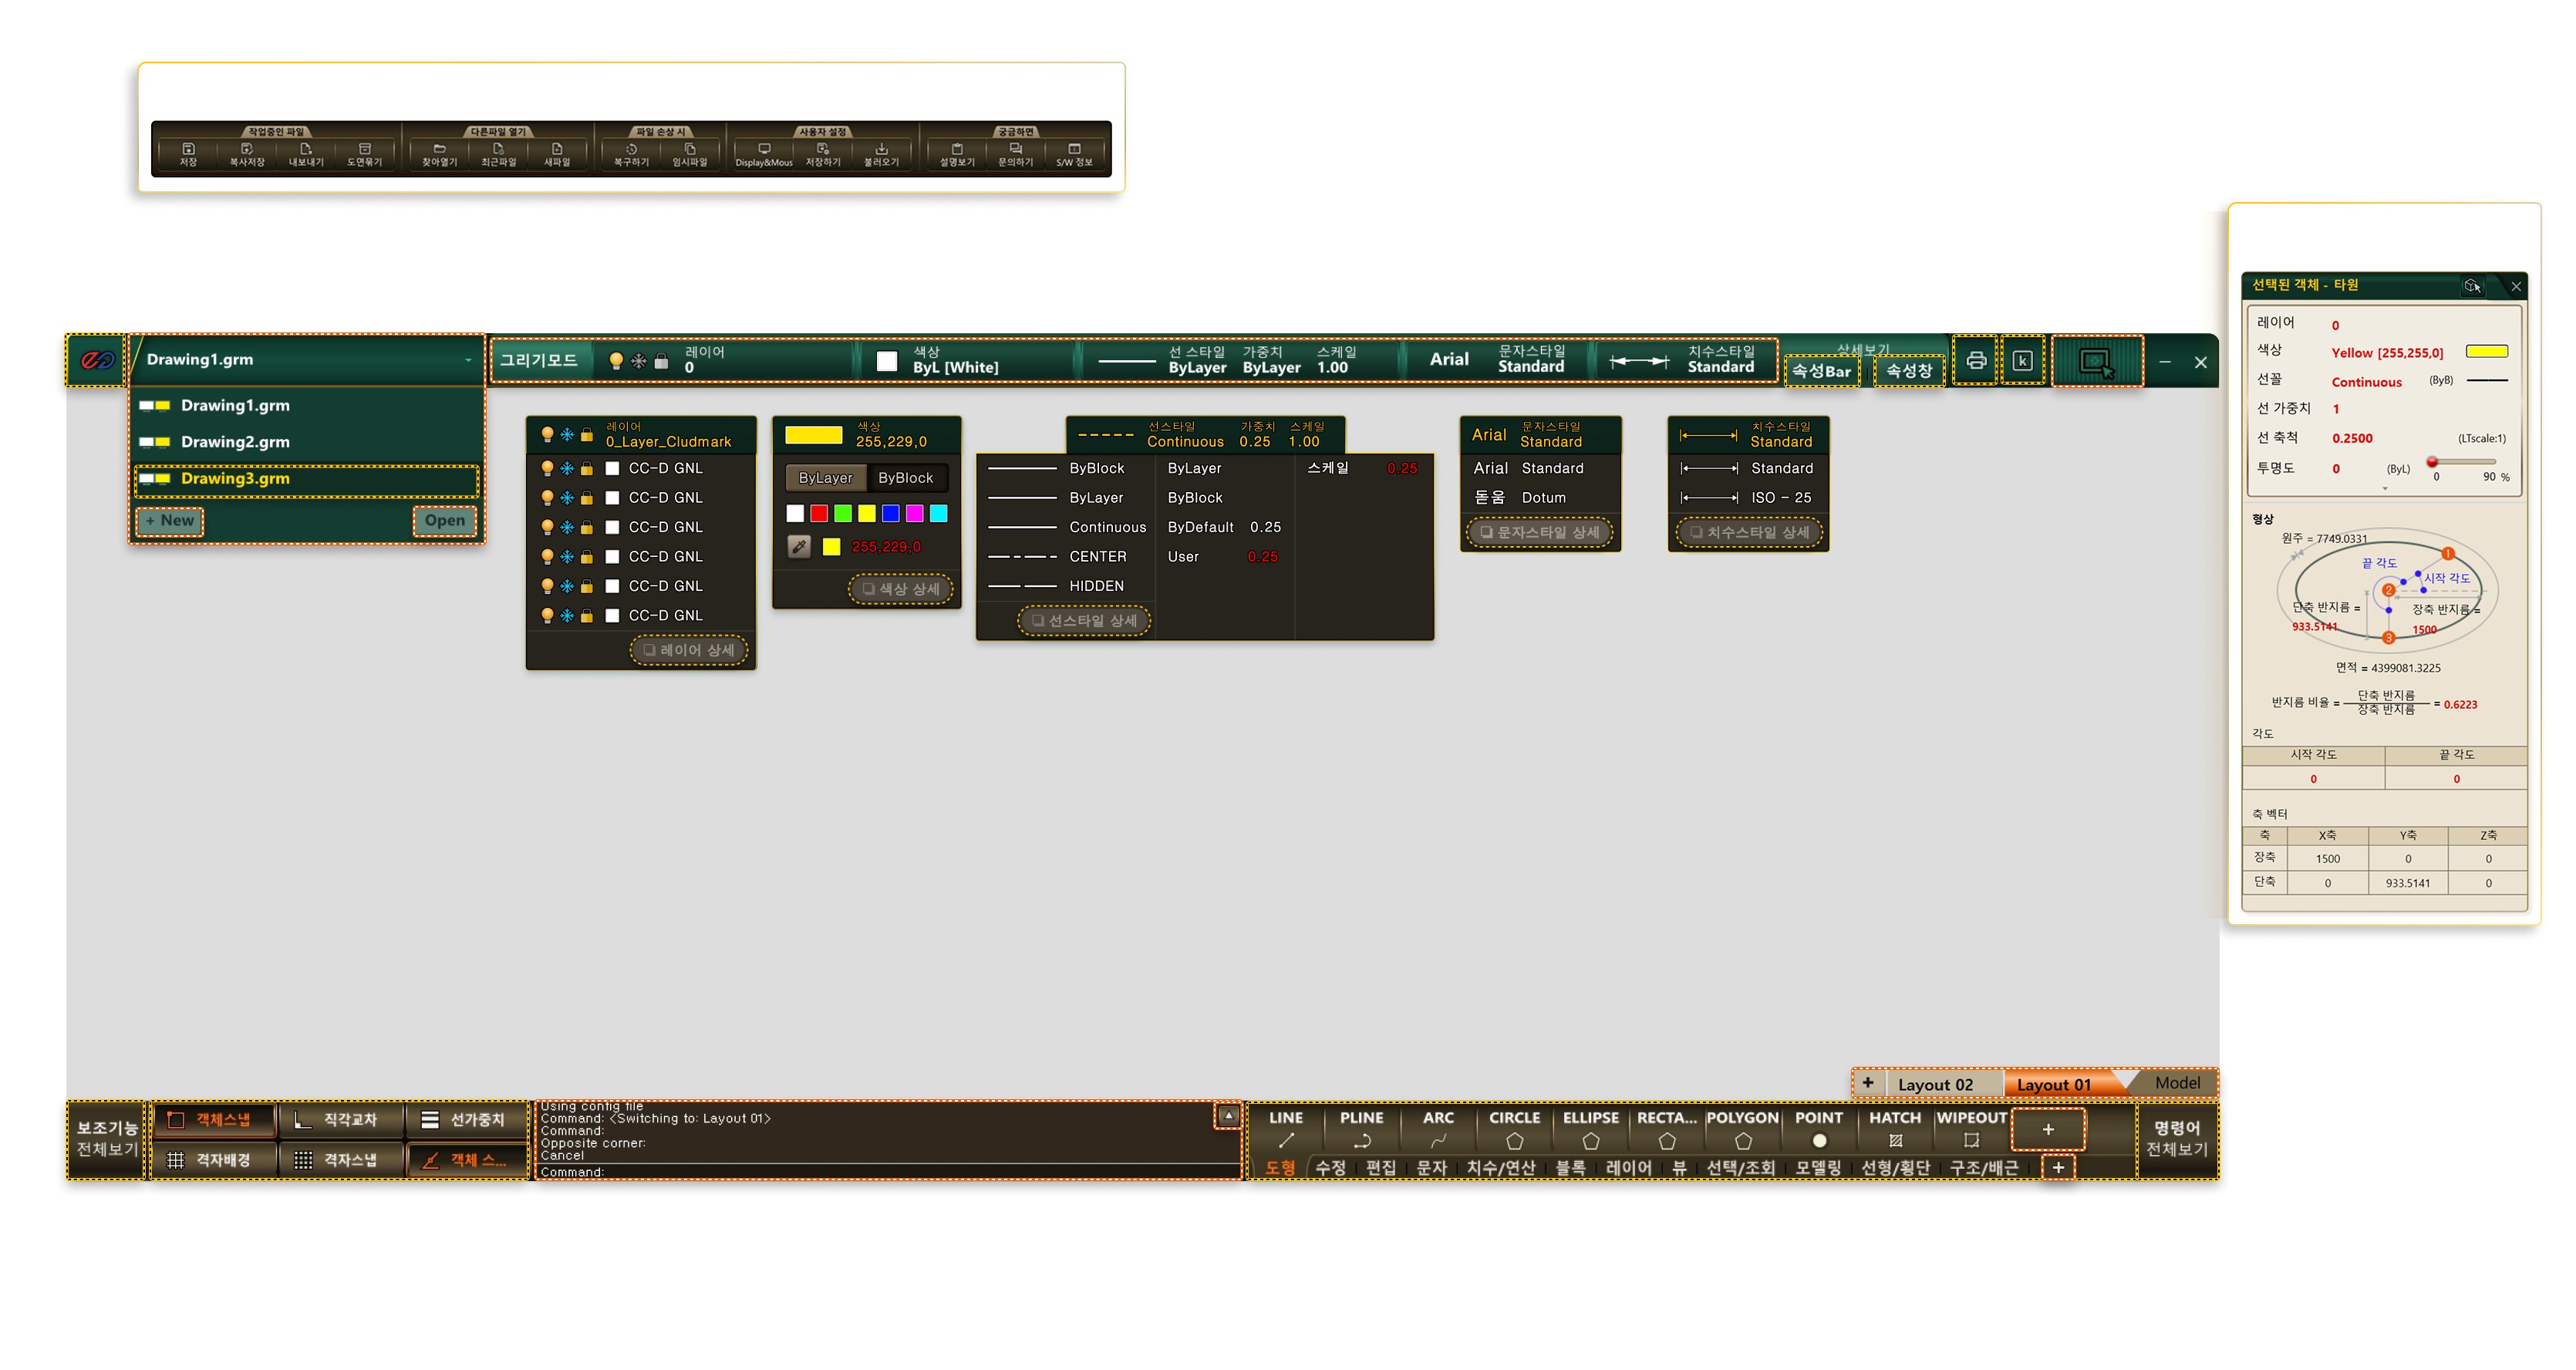 작업중인 파일
저장 복사저장 내보내기 도면묶기
다른파일 열기
찾아열기 최근파일 새파일
파일 손상 시
복구하기 임시파일
사용자 설정
Display&Mous 저장하기 불러오기
궁금하면
설명보기 문의하기 S/W 정보
Drawing1.grm
Drawing1.grm
Drawing2.grm
Drawing3.grm
+ New Open
그리기모드
레이어
0
색상
ByL [White]
선 스타일 가중치 스케일
ByLayer ByLayer 1.00
Arial
문자스타일
Standard
치수스타일
Standard
상세보기
속성Bar 속성창
k
레이어
0_Layer_Cludmark
CC-D GNL
CC-D GNL
CC-D GNL
CC-D GNL
CC-D GNL
CC-D GNL
레이어 상세
색상
255,229,0
ByLayer ByBlock
255,229,0
색상 상세
선스타일 가중치 스케일
Continuous 0.25 1.00
ByBlock ByLayer 스케일 0.25
ByLayer ByBlock
Continuous ByDefault 0.25
CENTER User 0.25
HIDDEN
선스타일 상세
Arial
문자스타일
Standard
Arial Standard
돋움 Dotum
문자스타일 상세
치수스타일
Standard
Standard
ISO - 25
치수스타일 상세
선택된 객체 - 타원
레이어 0
색상 Yellow [255,255,0]
선꼴 Continuous (ByB)
선 가중치 1
선 축척 0.2500 (LTscale:1)
투명도 0 (ByL)
0 90 %
형상
원주 = 7749.0331
1
끝 각도
시작 각도
2
단축 반지름 =
933.5141
장축 반지름 =
1500
3
면적 = 4399081.3225
반지름 비율 = 단축 반지름
장축 반지름 = 0.6223
각도
시작 각도 끝 각도
0 0
축 벡터
축 X축 Y축 Z축
장축 1500 0 0
단축 0 933.5141 0
+ Layout 02 Layout 01 Model
보조기능
전체보기
객체스냅 직각교차 선가중치
격자배경 격자스냅 객체 스...
Using config file
Command: <Switching to: Layout 01>
Command:
Opposite corner:
Cancel
Command:
LINE PLINE ARC CIRCLE ELLIPSE RECTA... POLYGON POINT HATCH WIPEOUT +
도형 수정 편집 문자 치수/연산 블록 레이어 뷰 선택/조회 모델링 선형/횡단 구조/배근 +
명령어
전체보기